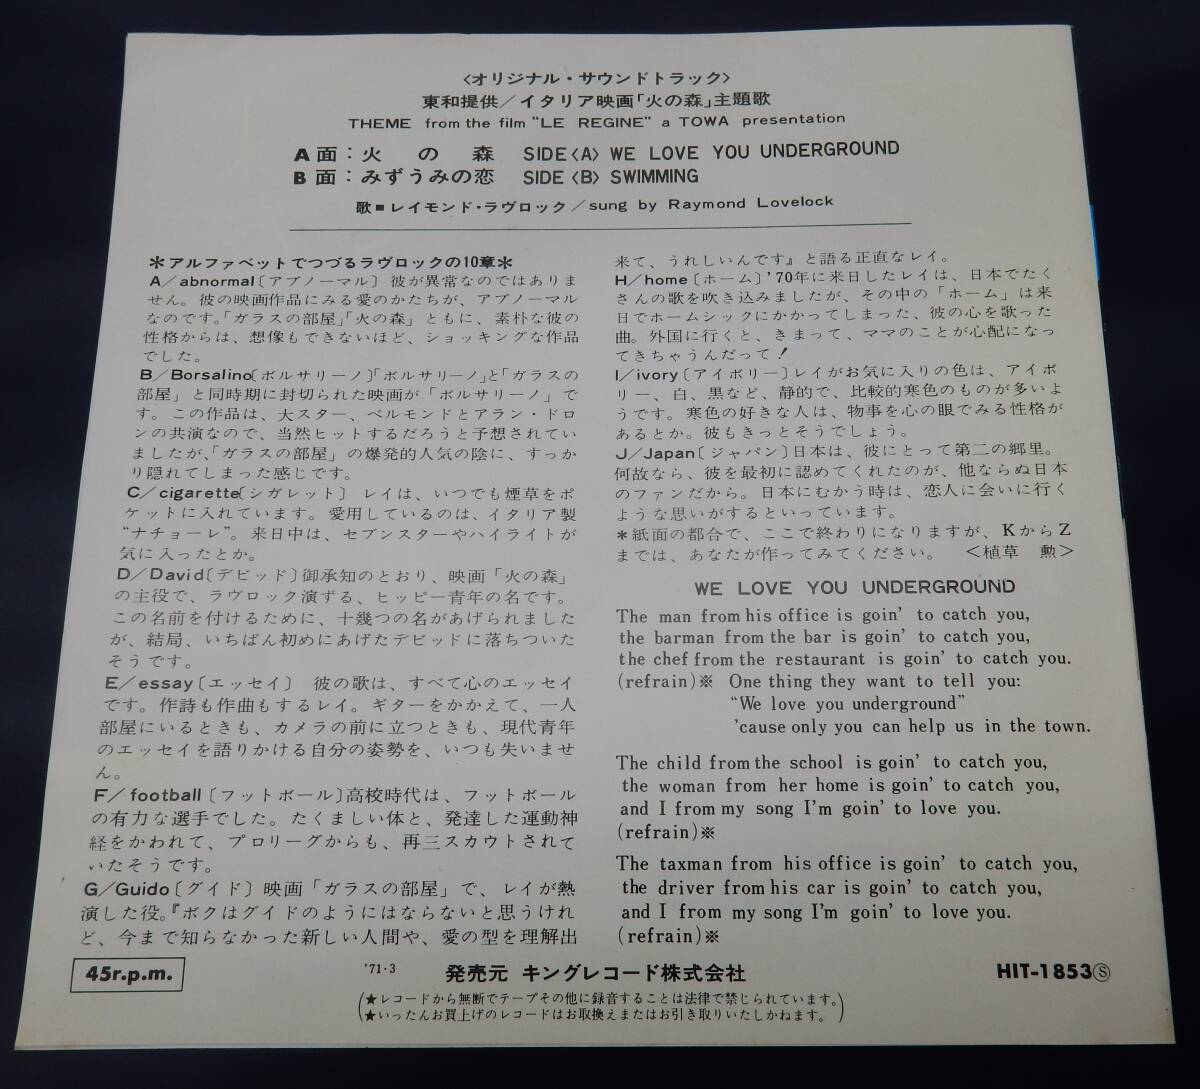 〈オリジナル・サウンドトラック〉
東和提供／イタリア映画「火の森」主題歌
THEME from the film "LE REGINE" a TOWA presentation
A面：火の森 SIDE〈A〉WE LOVE YOU UNDERGROUND
B面：みずうみの恋 SIDE〈B〉SWIMMING
歌＝レイモンド・ラヴロック／sung by Raymond Lovelock
＊アルファベットでつづるラヴロックの10章＊
A／abnormal〔アブノーマル〕彼が異常なのではありま
せん。彼の映画作品にみる愛のかたちが、アブノーマル
なのです。「ガラスの部屋」「火の森」ともに、素朴な彼の
性格からは、想像もできないほど、ショッキングな作品
でした。
B／Borsalino〔ボルサリーノ〕「ボルサリーノ」と「ガラスの
部屋」と同時期に封切られた映画が「ボルサリーノ」で
す。この作品は、大スター、ベルモンドとアラン・ドロ
ンの共演なので、当然ヒットするだろうと予想されてい
ましたが、「ガラスの部屋」の爆発的人気の陰に、すっか
り隠れてしまった感じです。
C／cigarette〔シガレット〕レイは、いつでも煙草をポ
ケットに入れています。愛用しているのは、イタリア製
"ナチョーレ"。来日中は、セブンスターやハイライトが
気に入ったとか。
D／David〔デビッド〕御承知のとおり、映画「火の森」
の主役で、ラヴロック演ずる、ヒッピー青年の名です。
この名前を付けるために、十幾つの名があげられました
が、結局、いちばん初めにあげたデビッドに落ちついた
そうです。
E／essay〔エッセイ〕彼の歌は、すべて心のエッセイ
です。作詩も作曲もするレイ。ギターをかかえて、一人
部屋にいるときも、カメラの前に立つときも、現代青年
のエッセイを語りかける自分の姿勢を、いつも失いませ
ん。
F／football〔フットボール〕高校時代は、フットボール
の有力な選手でした。たくましい体と、発達した運動神
経をかわれて、プロリーグからも、再三スカウトされて
いたそうです。
G／Guido〔グイド〕映画「ガラスの部屋」で、レイが熱
演した役。『ボクはグイドのようにはならないと思うけれ
ど、今まで知らなかった新しい人間や、愛の型を理解出
来て、うれしいんです』と語る正直なレイ。
H／home〔ホーム〕'70年に来日したレイは、日本でたく
さんの歌を吹き込みましたが、その中の「ホーム」は来
日でホームシックにかかってしまった、彼の心を歌った
曲。外国に行くと、きまって、ママのことが心配になっ
てきちゃうんだって！
I／ivory〔アイボリー〕レイがお気に入りの色は、アイボ
リー、白、黒など、静的で、比較的寒色のものが多いよ
うです。寒色の好きな人は、物事を心の眼でみる性格が
あるとか。彼もきっとそうでしょう。
J／Japan〔ジャパン〕日本は、彼にとって第二の郷里。
何故なら、彼を最初に認めてくれたのが、他ならぬ日本
のファンだから。日本にむかう時は、恋人に会いに行く
ような思いがするといっています。
＊紙面の都合で、ここで終わりになりますが、KからZ
までは、あなたが作ってみてください。 〈植草 勲〉
WE LOVE YOU UNDERGROUND
The man from his office is goin' to catch you,
the barman from the bar is goin' to catch you,
the chef from the restaurant is goin' to catch you.
(refrain)※ One thing they want to tell you:
"We love you underground"
'cause only you can help us in the town.
The child from the school is goin' to catch you,
the woman from her home is goin' to catch you,
and I from my song I'm goin' to love you.
(refrain)※
The taxman from his office is goin' to catch you,
the driver from his car is goin' to catch you,
and I from my song I'm goin' to love you.
(refrain)※
45r.p.m.
'71・3 発売元 キングレコード株式会社
HIT-1853Ⓢ
(★レコードから無断でテープその他に録音することは法律で禁じられています。)
(★いったんお買上げのレコードはお取換えまたはお引き取りいたしかねます。)